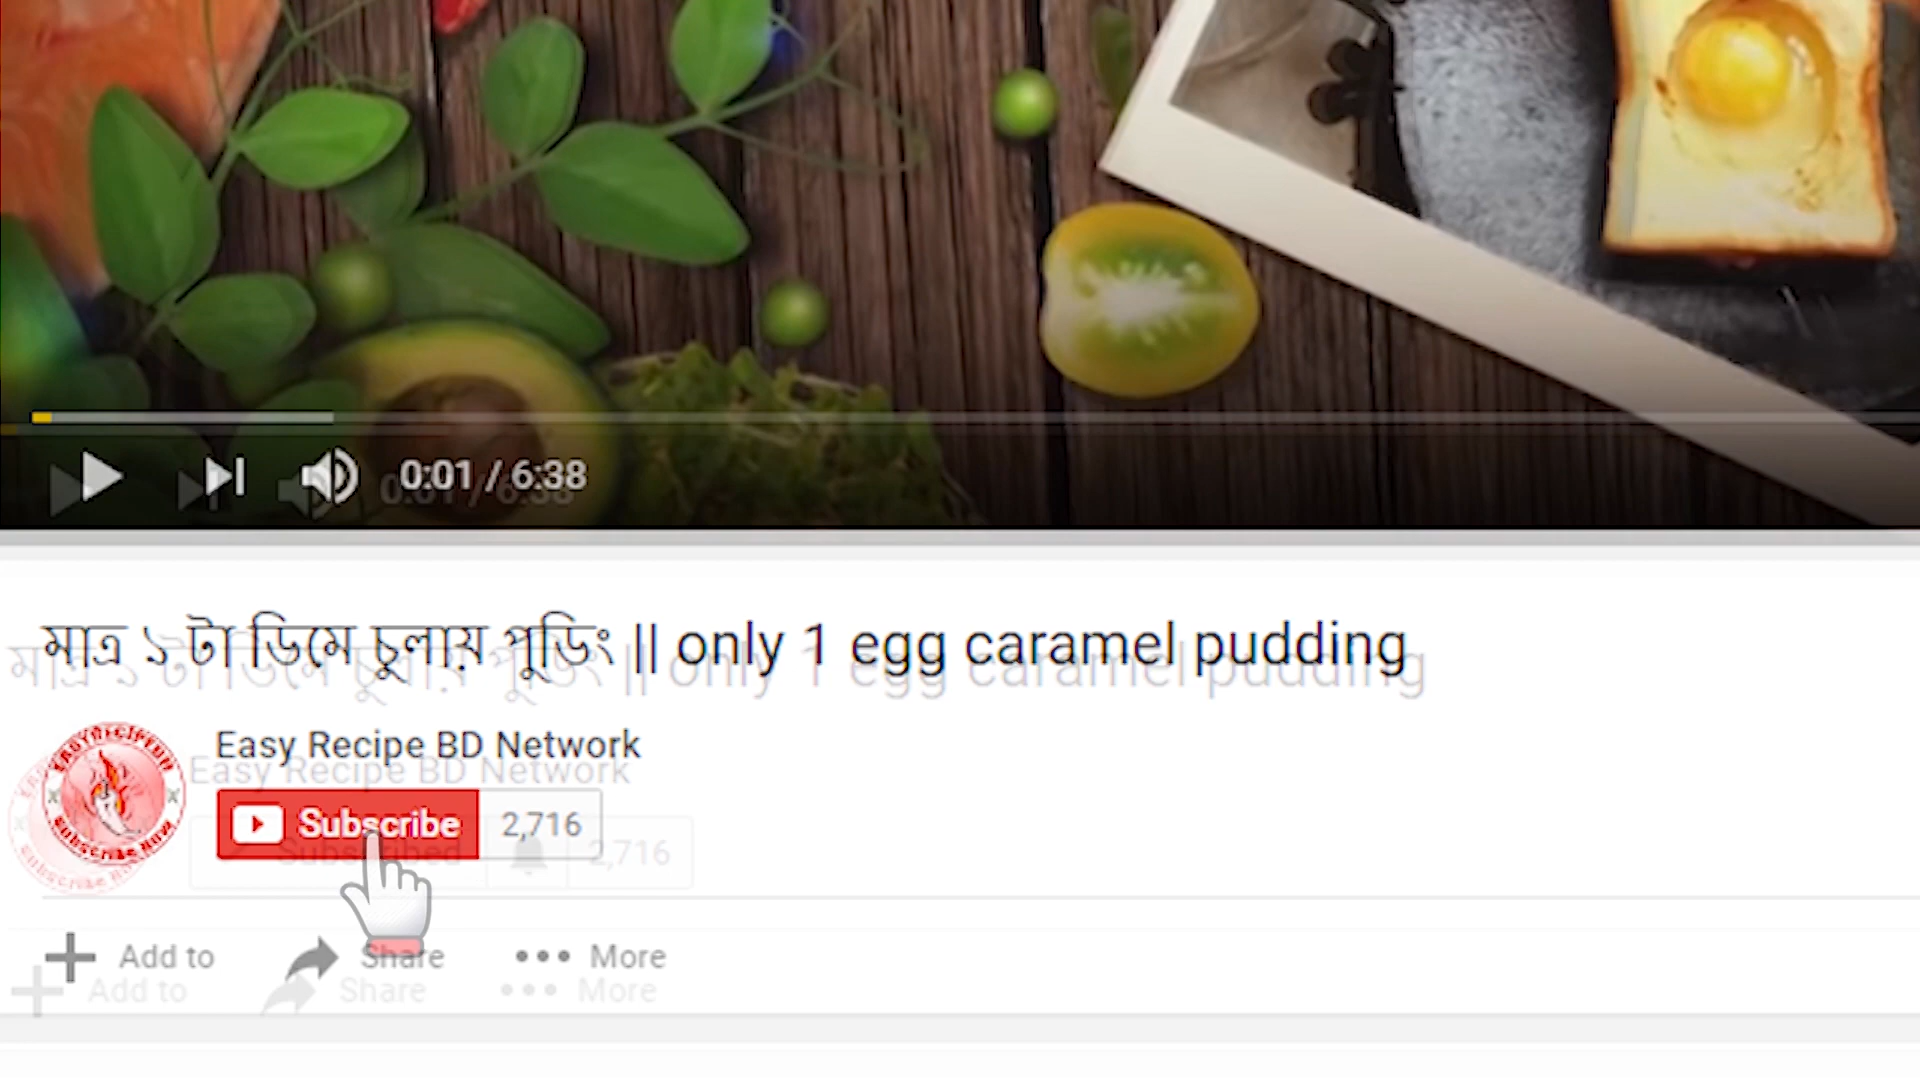 0:01 / 6:38
মাত্র ১ টা ডিমে চুলায় পুডিং || only 1 egg caramel pudding
Easy Recipe BD Network
Subscribe 2,716
Add to Share More